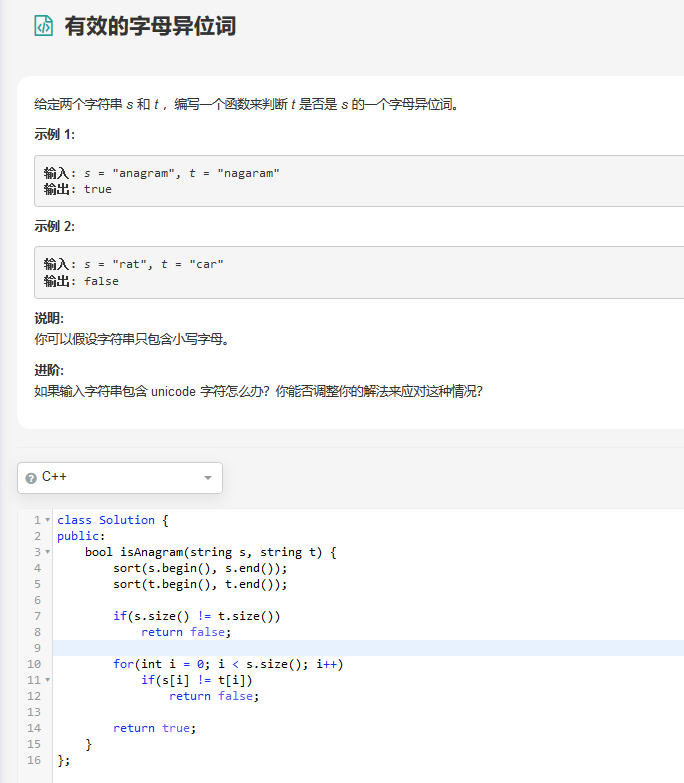 有效的字母异位词
给定两个字符串 s 和 t ，编写一个函数来判断 t 是否是 s 的一个字母异位词。
示例 1:
输入: s = "anagram", t = "nagaram"
输出: true
示例 2:
输入: s = "rat", t = "car"
输出: false
说明:
你可以假设字符串只包含小写字母。
进阶:
如果输入字符串包含 unicode 字符怎么办？你能否调整你的解法来应对这种情况？
? C++
1 class Solution {
2 public:
3     bool isAnagram(string s, string t) {
4         sort(s.begin(), s.end());
5         sort(t.begin(), t.end());
6
7         if(s.size() != t.size())
8             return false;
9
10         for(int i = 0; i < s.size(); i++)
11             if(s[i] != t[i])
12                 return false;
13
14         return true;
15     }
16 };